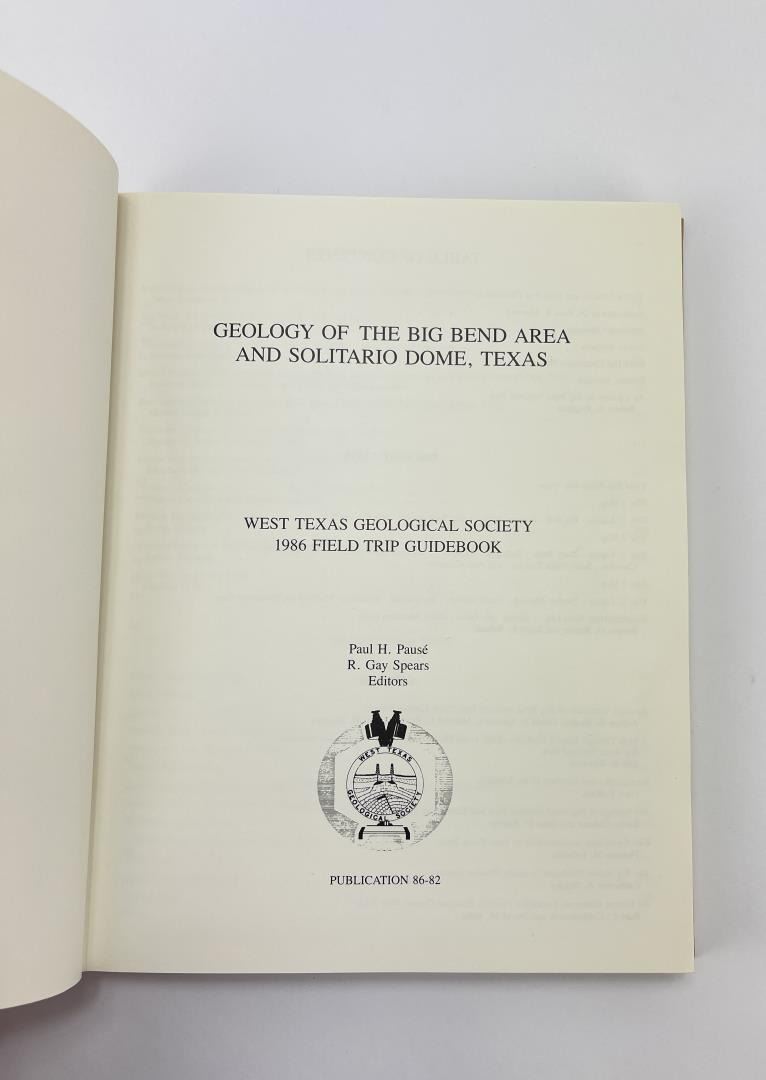 GEOLOGY OF THE BIG BEND AREA
AND SOLITARIO DOME, TEXAS
WEST TEXAS GEOLOGICAL SOCIETY
1986 FIELD TRIP GUIDEBOOK
Paul H. Pausé
R. Gay Spears
Editors
WEST TEXAS
GEOLOGICAL SOCIETY
PUBLICATION 86-82